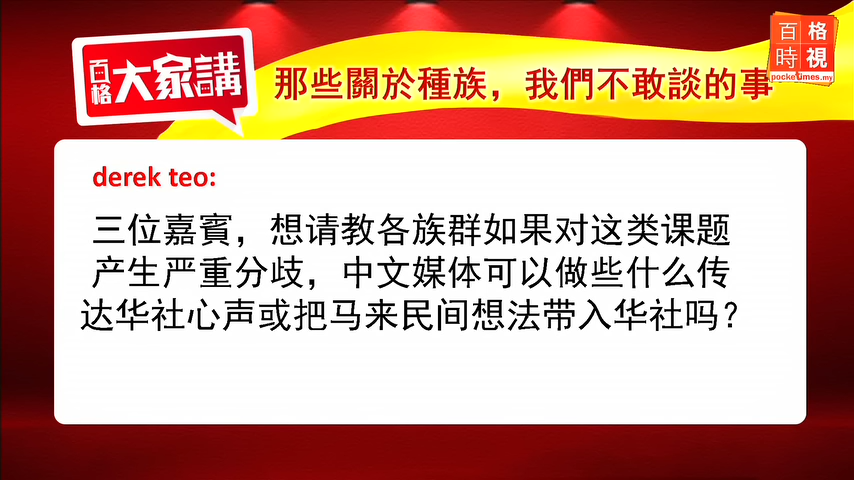 百格
大家講
那些關於種族，我們不敢談的事
百格
時視
pocketimes.my
derek teo:
三位嘉賓，想请教各族群如果对这类课题
产生严重分歧，中文媒体可以做些什么传
达华社心声或把马来民间想法带入华社吗？